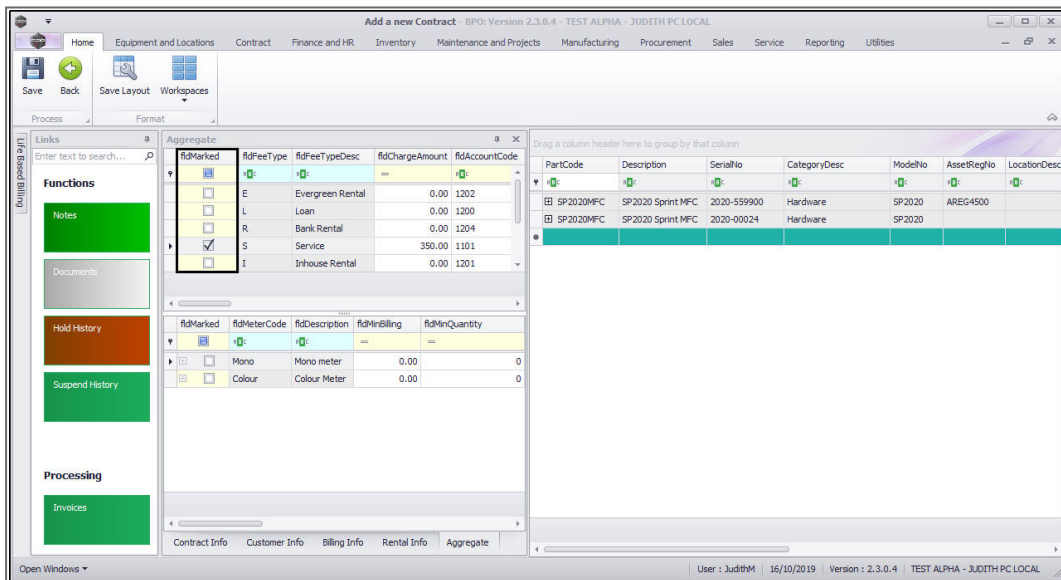 Add a new Contract - BPO: Version 2.3.0.4 - TEST ALPHA - JUDITH PC LOCAL
Home Equipment and Locations Contract Finance and HR Inventory Maintenance and Projects Manufacturing Procurement Sales Service Reporting Utilities
Save Back Save Layout Workspaces
Process Format
Life Based Billing
Links
Enter text to search...
Functions
Notes
Documents
Hold History
Suspend History
Processing
Invoices
Aggregate
fldMarked fldFeeType fldFeeTypeDesc fldChargeAmount fldAccountCode
E Evergreen Rental 0.00 1202
L Loan 0.00 1200
R Bank Rental 0.00 1204
S Service 350.00 1101
I Inhouse Rental 0.00 1201
fldMarked fldMeterCode fldDescription fldMinBilling fldMinQuantity
Mono Mono meter 0.00 0
Colour Colour Meter 0.00 0
Contract Info Customer Info Billing Info Rental Info Aggregate
Drag a column header here to group by that column
PartCode Description SerialNo CategoryDesc ModelNo AssetRegNo LocationDesc
SP2020MFC SP2020 Sprint MFC 2020-559900 Hardware SP2020 AREG4500
SP2020MFC SP2020 Sprint MFC 2020-00024 Hardware SP2020
Open Windows User : JudithM 16/10/2019 Version : 2.3.0.4 TEST ALPHA - JUDITH PC LOCAL